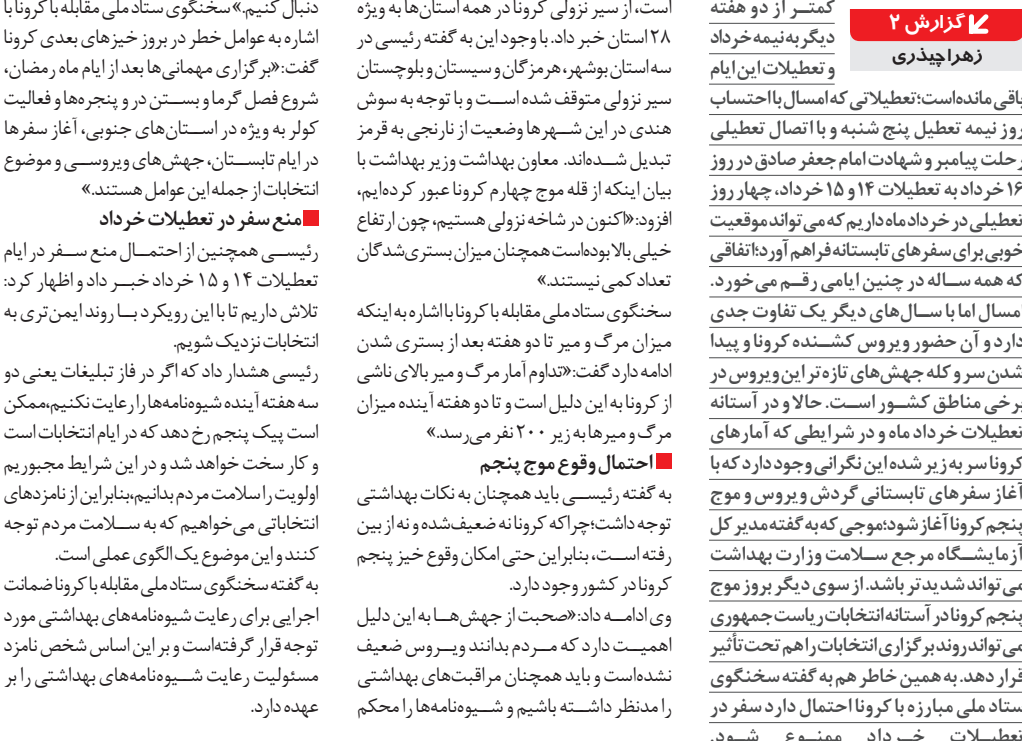 گزارش ۲
زهرا چیذری
کمتر از دو هفته
دیگر به نیمه خرداد
و تعطیلات این ایام
باقی مانده‌است؛ تعطیلاتی که امسال با احتساب
روز نیمه تعطیل پنج شنبه و با اتصال تعطیلی
رحلت پیامبر و شهادت امام جعفر صادق در روز
۱۶ خرداد به تعطیلات ۱۴ و ۱۵ خرداد، چهار روز
تعطیلی در خرداد ماه داریم که می تواند موقعیت
خوبی برای سفرهای تابستانه فراهم آورد؛ اتفاقی
که همه ساله در چنین ایامی رقم می خورد.
امسال اما با سال‌های دیگر یک تفاوت جدی
دارد و آن حضور ویروس کشنده کرونا و پیدا
شدن سر و کله جهش‌های تازه تر این ویروس در
برخی مناطق کشور است. حالا و در آستانه
تعطیلات خرداد ماه و در شرایطی که آمارهای
کرونا سر به زیر شده این نگرانی وجود دارد که با
آغاز سفرهای تابستانی گردش ویروس و موج
پنجم کرونا آغاز شود؛ موجی که به گفته مدیر کل
آزمایشگاه مرجع سلامت وزارت بهداشت
می تواند شدیدتر باشد. از سوی دیگر بروز موج
پنجم کرونا در آستانه انتخابات ریاست جمهوری
می تواند روند برگزاری انتخابات را هم تحت تأثیر
قرار دهد. به همین خاطر هم به گفته سخنگوی
ستاد ملی مبارزه با کرونا احتمال دارد سفر در
تعطیلات خرداد ممنوع شود.
است، از سیر نزولی کرونا در همه استان‌ها به ویژه
۲۸ استان خبر داد. با وجود این به گفته رئیسی در
سه استان بوشهر، هرمزگان و سیستان و بلوچستان
سیر نزولی متوقف شده است و با توجه به سوش
هندی در این شهرها وضعیت از نارنجی به قرمز
تبدیل شده‌اند. معاون بهداشت وزیر بهداشت با
بیان اینکه از قله موج چهارم کرونا عبور کرده‌ایم،
افزود: «اکنون در شاخه نزولی هستیم، چون ارتفاع
خیلی بالا بوده‌است همچنان میزان بستری‌شدگان
تعداد کمی نیستند.»
سخنگوی ستاد ملی مقابله با کرونا با اشاره به اینکه
میزان مرگ و میر تا دو هفته بعد از بستری شدن
ادامه دارد گفت: «تداوم آمار مرگ و میر بالای ناشی
از کرونا به این دلیل است و تا دو هفته آینده میزان
مرگ و میرها به زیر ۲۰۰ نفر می‌رسد.»
احتمال وقوع موج پنجم
به گفته رئیسی باید همچنان به نکات بهداشتی
توجه داشت؛ چراکه کرونا نه ضعیف‌شده و نه از بین
رفته است، بنابراین حتی امکان وقوع خیز پنجم
کرونا در کشور وجود دارد.
وی ادامه داد: «صحبت از جهش‌ها به این دلیل
اهمیت دارد که مردم بدانند ویروس ضعیف
نشده‌است و باید همچنان مراقبت‌های بهداشتی
را مدنظر داشته باشیم و شیوه‌نامه‌ها را محکم
دنبال کنیم.» سخنگوی ستاد ملی مقابله با کرونا با
اشاره به عوامل خطر در بروز خیزهای بعدی کرونا
گفت: «برگزاری مهمانی‌ها بعد از ایام ماه رمضان،
شروع فصل گرما و بستن در و پنجره‌ها و فعالیت
کولر به ویژه در استان‌های جنوبی، آغاز سفرها
در ایام تابستان، جهش‌های ویروسی و موضوع
انتخابات از جمله این عوامل هستند.»
منع سفر در تعطیلات خرداد
رئیسی همچنین از احتمال منع سفر در ایام
تعطیلات ۱۴ و ۱۵ خرداد خبر داد و اظهار کرد:
تلاش داریم تا با این رویکرد با روند ایمن‌تری به
انتخابات نزدیک شویم.
رئیسی هشدار داد که اگر در فاز تبلیغات یعنی دو
سه هفته آینده شیوه‌نامه‌ها را رعایت نکنیم، ممکن
است پیک پنجم رخ دهد که در ایام انتخابات است
و کار سخت خواهد شد و در این شرایط مجبوریم
اولویت را سلامت مردم بدانیم، بنابراین از نامزدهای
انتخاباتی می‌خواهیم که به سلامت مردم توجه
کنند و این موضوع یک الگوی عملی است.
به گفته سخنگوی ستاد ملی مقابله با کرونا ضمانت
اجرایی برای رعایت شیوه‌نامه‌های بهداشتی مورد
توجه قرار گرفته‌است و بر این اساس شخص نامزد
مسئولیت رعایت شیوه‌نامه‌های بهداشتی را بر
عهده دارد.